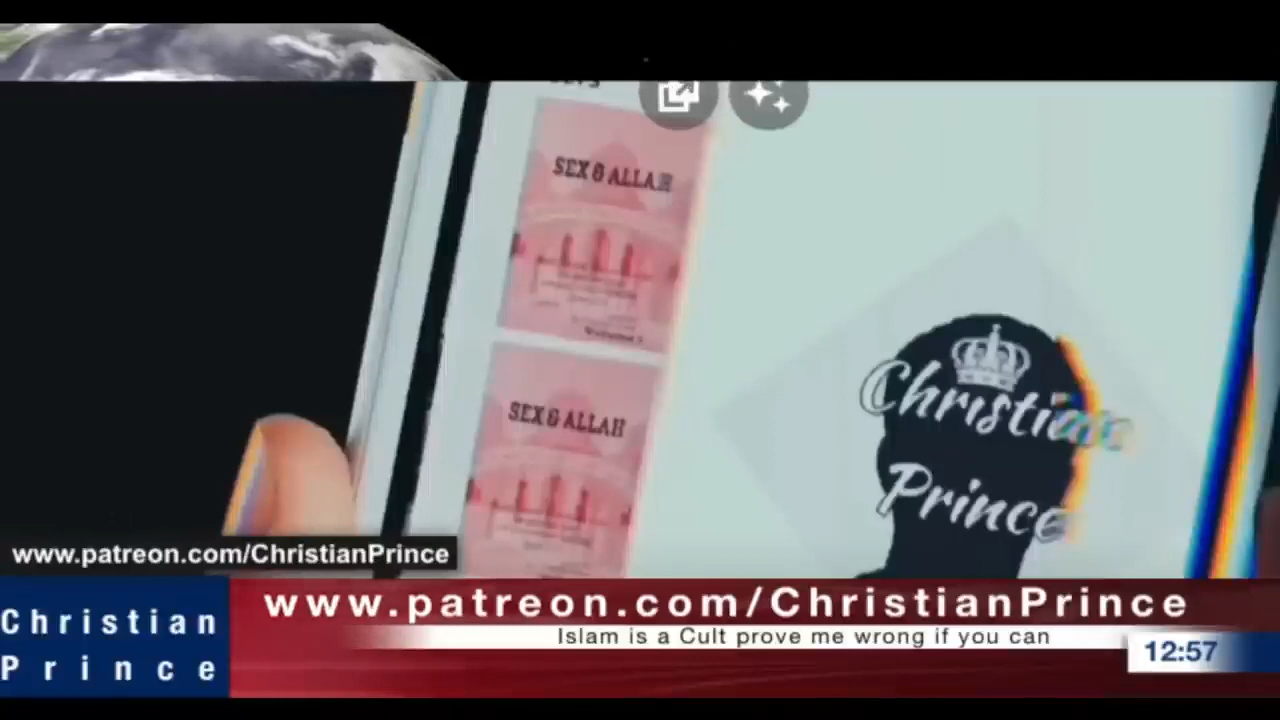 SEX & ALLAH
SEX & ALLAH
Christian
Prince
www.patreon.com/ChristianPrince
www.patreon.com/ChristianPrince
Islam is a Cult prove me wrong if you can
Christian
Prince
12:57